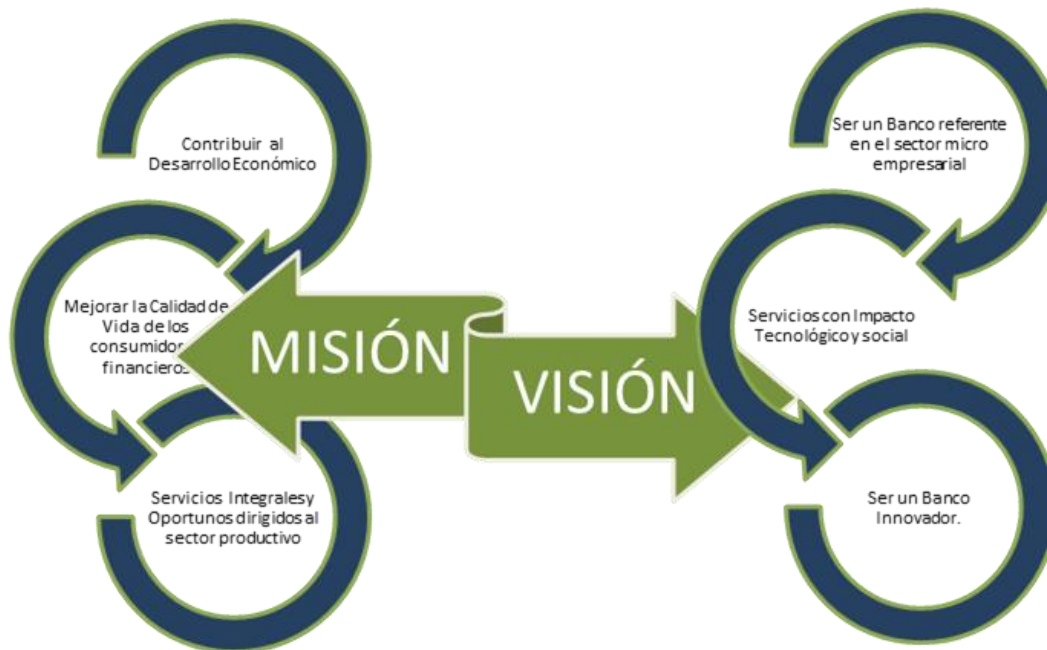 Contribuir al
Desarrollo Económico
Mejorar la Calidad de
Vida de los
consumido
financieros
Servicios Integralesy
Oportunos dirigidos al
sector productivo
MISIÓN
VISIÓN
Ser un Banco referente
en el sector micro
empresarial
Servicios con Impacto
Tecnológico y social
Ser un Banco
Innovador.